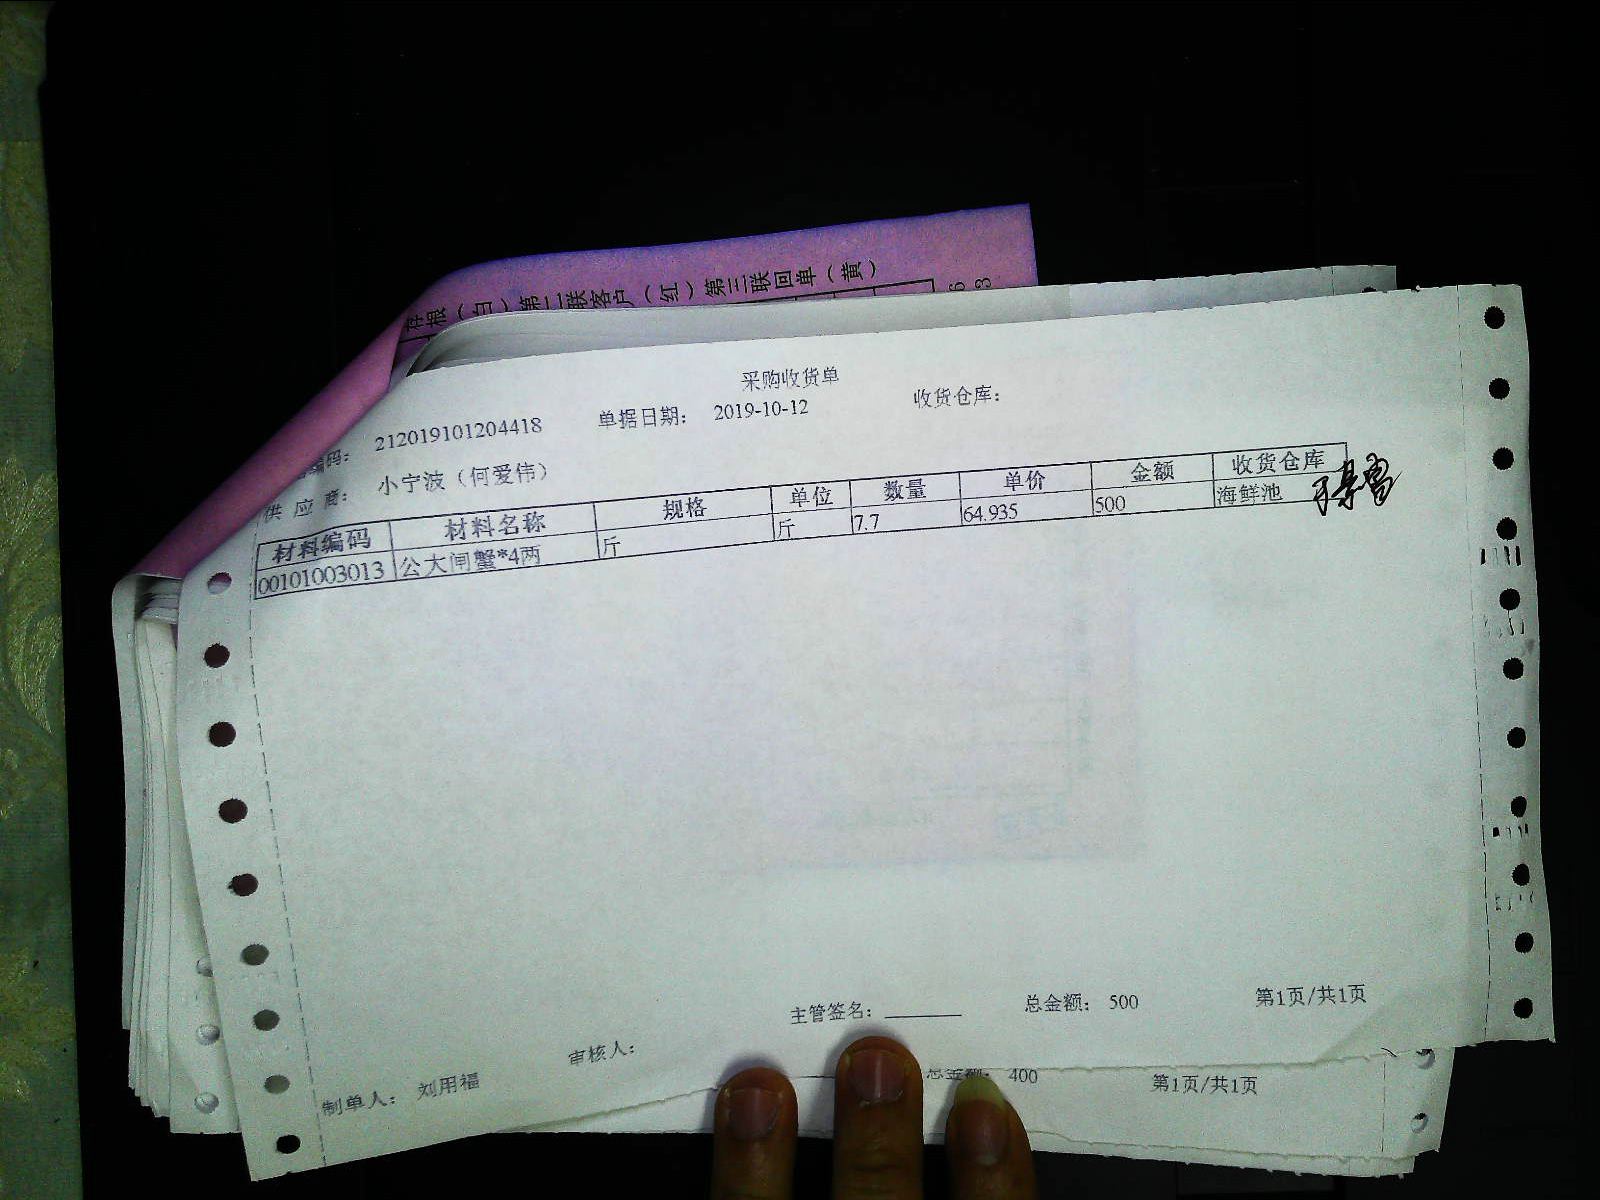 存根（白）第二联客户（红）第三联回单（黄）
采购收货单
编码： 212019101204418 单据日期： 2019-10-12 收货仓库：
供应商： 小宁波（何爱伟）
材料编码 材料名称 规格 单位 数量 单价 金额 收货仓库
00101003013 公大闸蟹*4两 斤 斤 7.7 64.935 500 海鲜池
主管签名： 总金额： 500 第1页/共1页
制单人： 刘用福 审核人：
总金额： 400 第1页/共1页